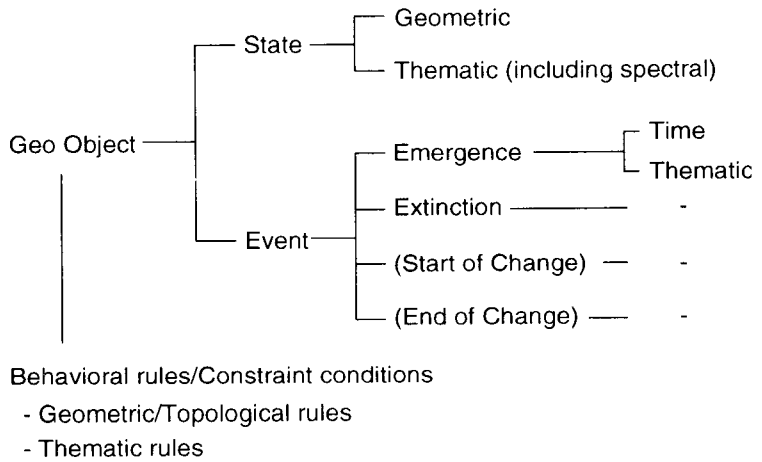 Geometric
State
Thematic (including spectral)
Time
Geo Object
Emergence
Thematic
Extinction -
Event
(Start of Change) -
(End of Change) -
Behavioral rules/Constraint conditions
- Geometric/Topological rules
- Thematic rules